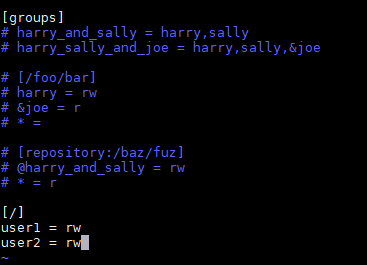 [groups]
# harry_and_sally = harry,sally
# harry_sally_and_joe = harry,sally,&joe
# [/foo/bar]
# harry = rw
# &joe = r
# * =
# [repository:/baz/fuz]
# @harry_and_sally = rw
# * = r
[/]
user1 = rw
user2 = rw
~